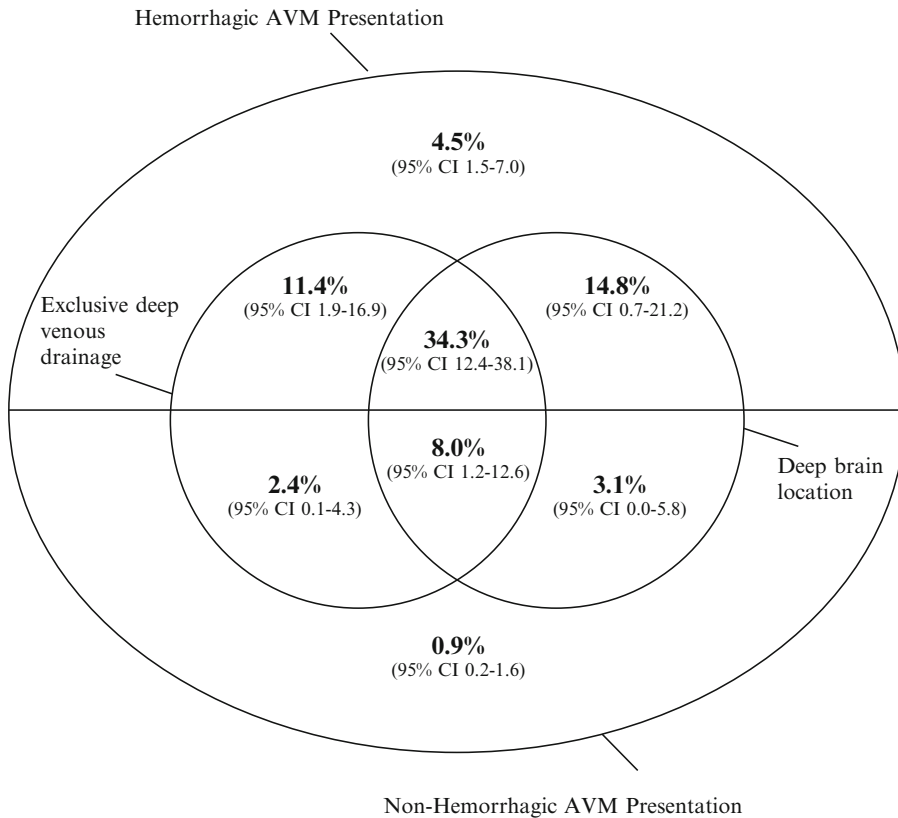 Hemorrhagic AVM Presentation
4.5%
(95% CI 1.5-7.0)
Exclusive deep
venous
drainage
11.4%
(95% CI 1.9-16.9)
14.8%
(95% CI 0.7-21.2)
34.3%
(95% CI 12.4-38.1)
8.0%
(95% CI 1.2-12.6)
2.4%
(95% CI 0.1-4.3)
3.1%
(95% CI 0.0-5.8)
Deep brain
location
0.9%
(95% CI 0.2-1.6)
Non-Hemorrhagic AVM Presentation